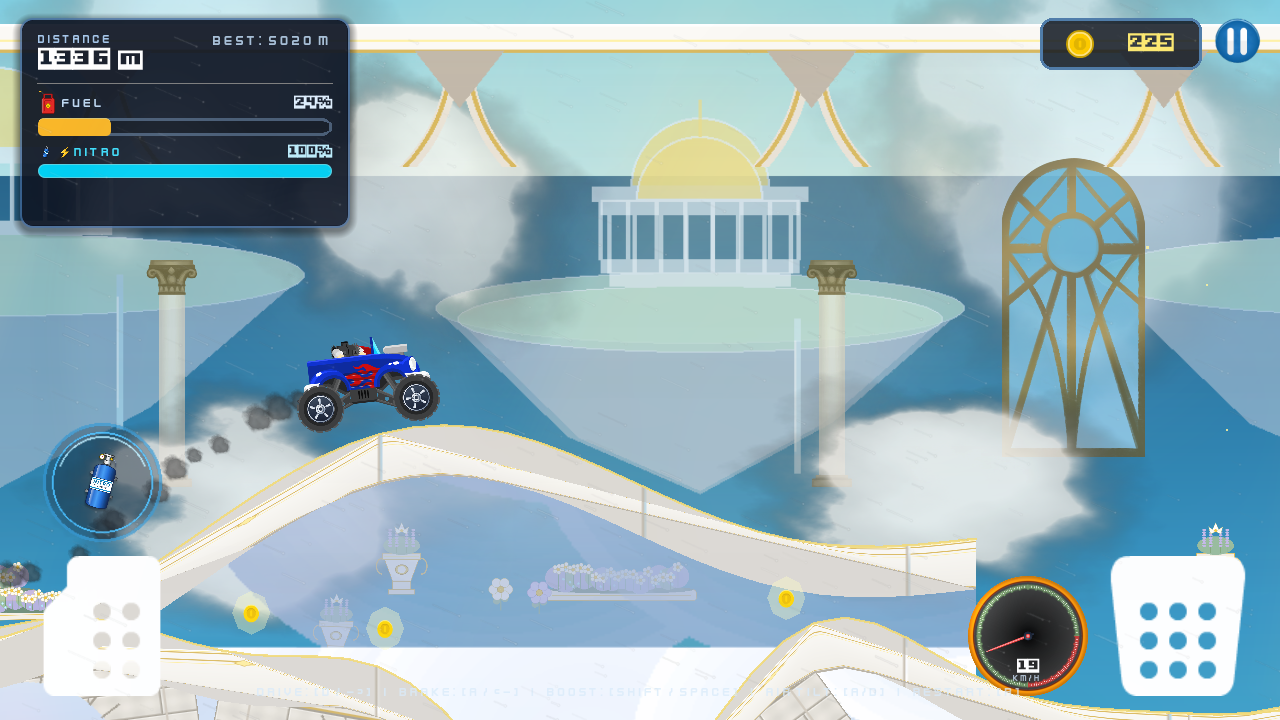 DISTANCE
BEST: 5020 m
1336 m
FUEL
24%
⚡NITRO
100%
225
19
KM/H